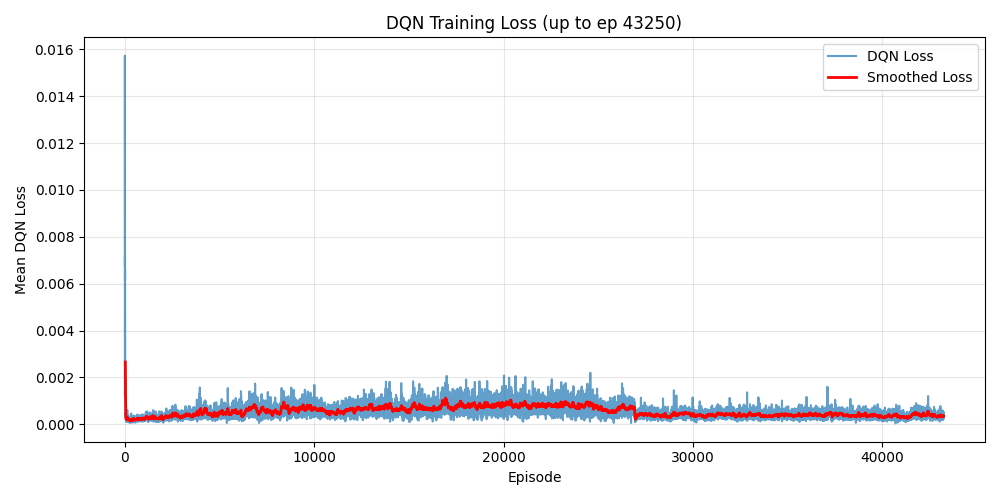 DQN Training Loss (up to ep 43250)
DQN Loss
Smoothed Loss
Mean DQN Loss
0.016
0.014
0.012
0.010
0.008
0.006
0.004
0.002
0.000
0
10000
20000
30000
40000
Episode